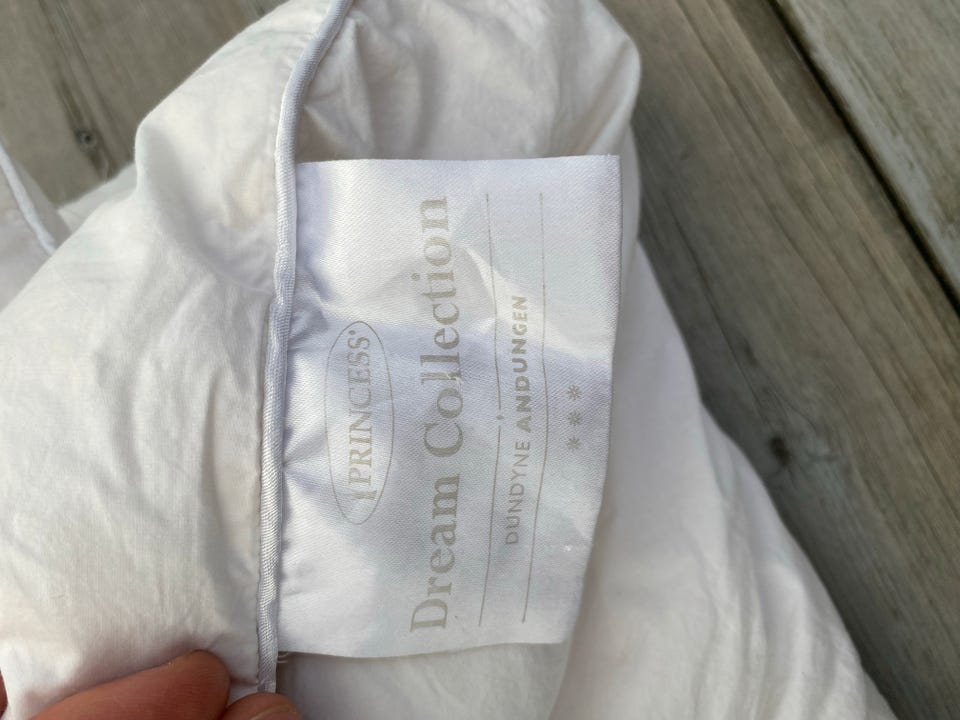 PRINCESS®
Dream Collection
DUNDYNE ANDUNGEN
***